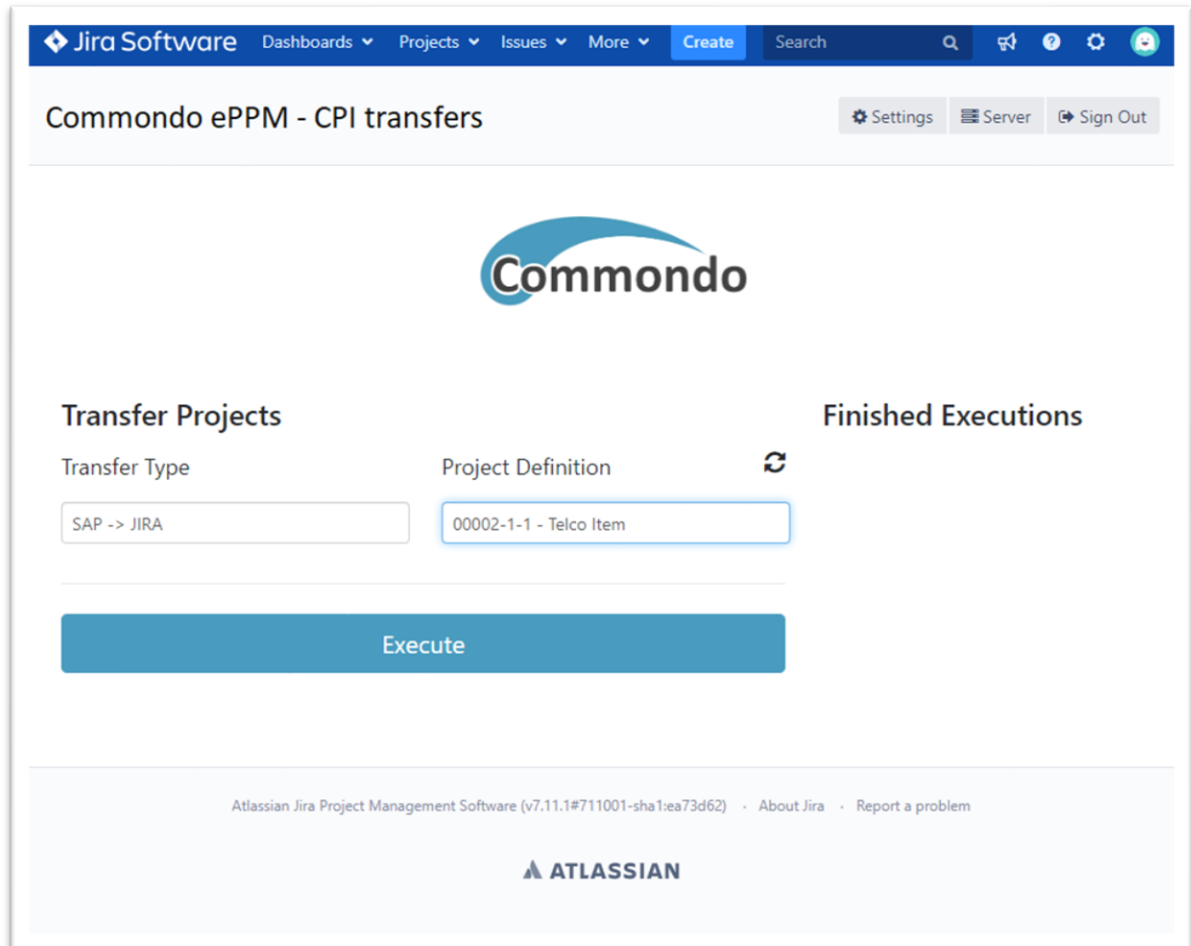 Jira Software Dashboards Projects Issues More Create Search
Commondo ePPM - CPI transfers
Settings Server Sign Out
Commondo
Transfer Projects
Finished Executions
Transfer Type
Project Definition
SAP -> JIRA
00002-1-1 - Telco Item
Execute
Atlassian Jira Project Management Software (v7.11.1#711001-sha1:ea73d62) · About Jira · Report a problem
ATLASSIAN